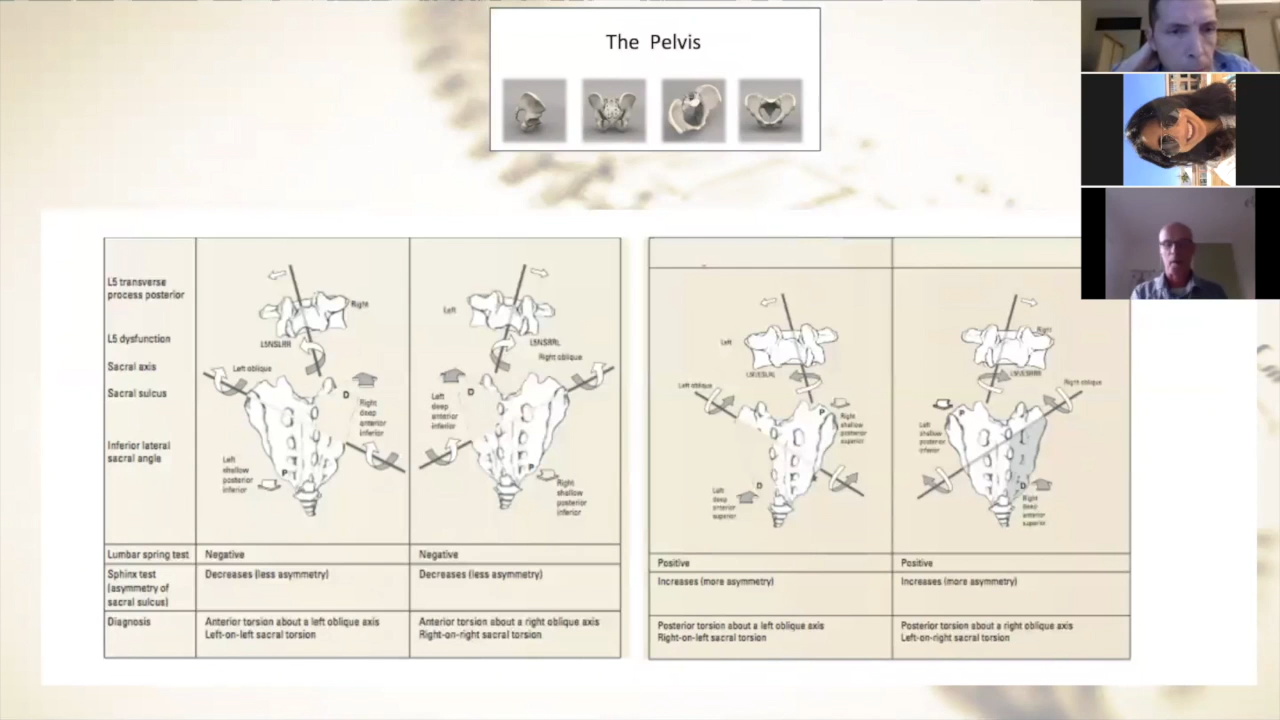 The Pelvis
L5 transverse
process posterior
L5 dysfunction
Sacral axis
Sacral sulcus
Inferior lateral
sacral angle
Right
L5NSLRR
Left oblique
D
Right
deep
anterior
inferior
Left
shallow
posterior
inferior
P
Left
L5NSRRL
Right oblique
D
Left
deep
anterior
inferior
P
Right
shallow
posterior
inferior
Left
Left oblique
P
Right
shallow
posterior
superior
D
Left
deep
anterior
superior
Right
Right oblique
P
Left
shallow
posterior
inferior
D
Right
deep
anterior
superior
Lumbar spring test
Negative
Negative
Positive
Positive
Sphinx test
(asymmetry of
sacral sulcus)
Decreases (less asymmetry)
Decreases (less asymmetry)
Increases (more asymmetry)
Increases (more asymmetry)
Diagnosis
Anterior torsion about a left oblique axis
Left-on-left sacral torsion
Anterior torsion about a right oblique axis
Right-on-right sacral torsion
Posterior torsion about a left oblique axis
Right-on-left sacral torsion
Posterior torsion about a right oblique axis
Left-on-right sacral torsion